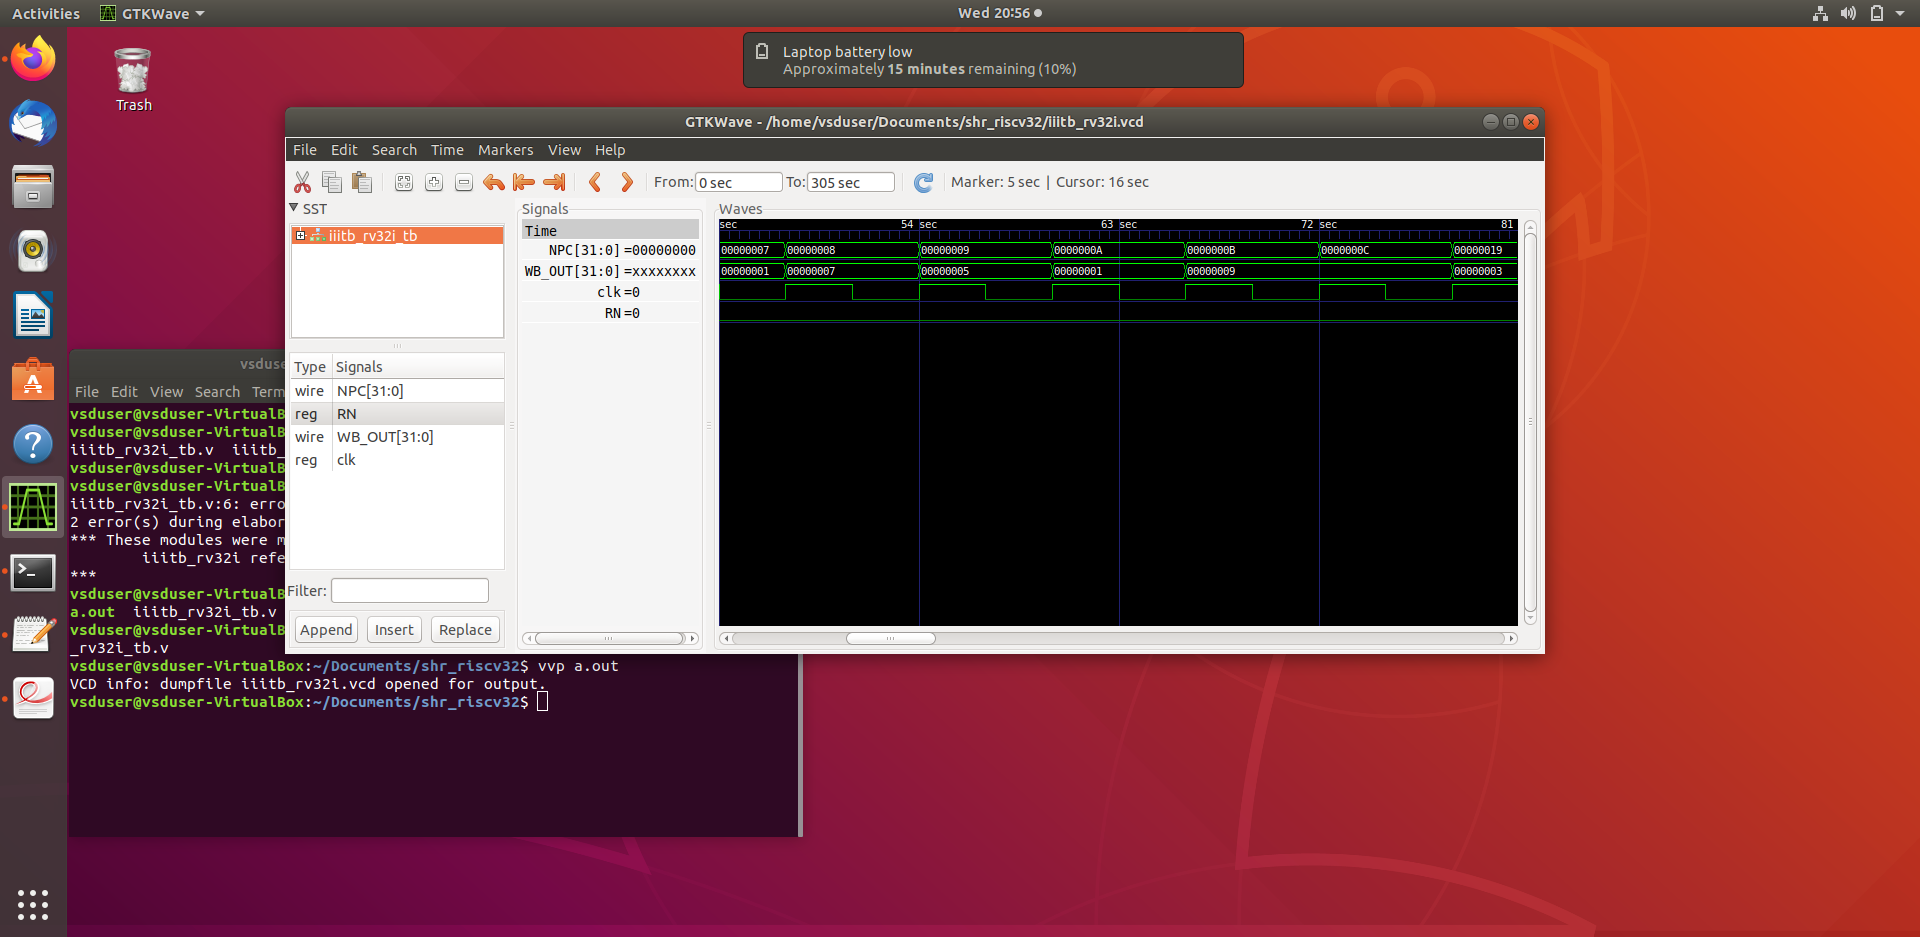 Activities GTKWave Wed 20:56
Laptop battery low
Approximately 15 minutes remaining (10%)
Trash
GTKWave - /home/vsduser/Documents/shr_riscv32/iiitb_rv32i.vcd
File Edit Search Time Markers View Help
From: 0 sec To: 305 sec Marker: 5 sec | Cursor: 16 sec
SST
iiitb_rv32i_tb
Type Signals
wire NPC[31:0]
reg RN
wire WB_OUT[31:0]
reg clk
Filter:
Append Insert Replace
Signals
Time
NPC[31:0] =00000000
WB_OUT[31:0] =xxxxxxxx
clk =0
RN =0
Waves
sec 54 sec 63 sec 72 sec 81
00000007 00000008 00000009 0000000A 0000000B 0000000C 00000019
00000001 00000007 00000005 00000001 00000009 00000003
File Edit View Search
vsduser@vsduser-VirtualB
vsduser@vsduser-VirtualB
iiitb_rv32i_tb.v iiitb_
vsduser@vsduser-VirtualB
vsduser@vsduser-VirtualB
iiitb_rv32i_tb.v:6: erro
2 error(s) during elabor
*** These modules were m
iiitb_rv32i refe
***
vsduser@vsduser-VirtualB
a.out iiitb_rv32i_tb.v
vsduser@vsduser-VirtualB
_rv32i_tb.v
vsduser@vsduser-VirtualBox:~/Documents/shr_riscv32$ vvp a.out
VCD info: dumpfile iiitb_rv32i.vcd opened for output.
vsduser@vsduser-VirtualBox:~/Documents/shr_riscv32$